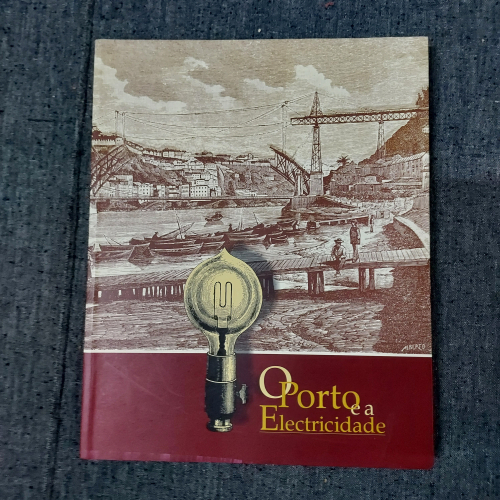 O Porto
e a
Electricidade